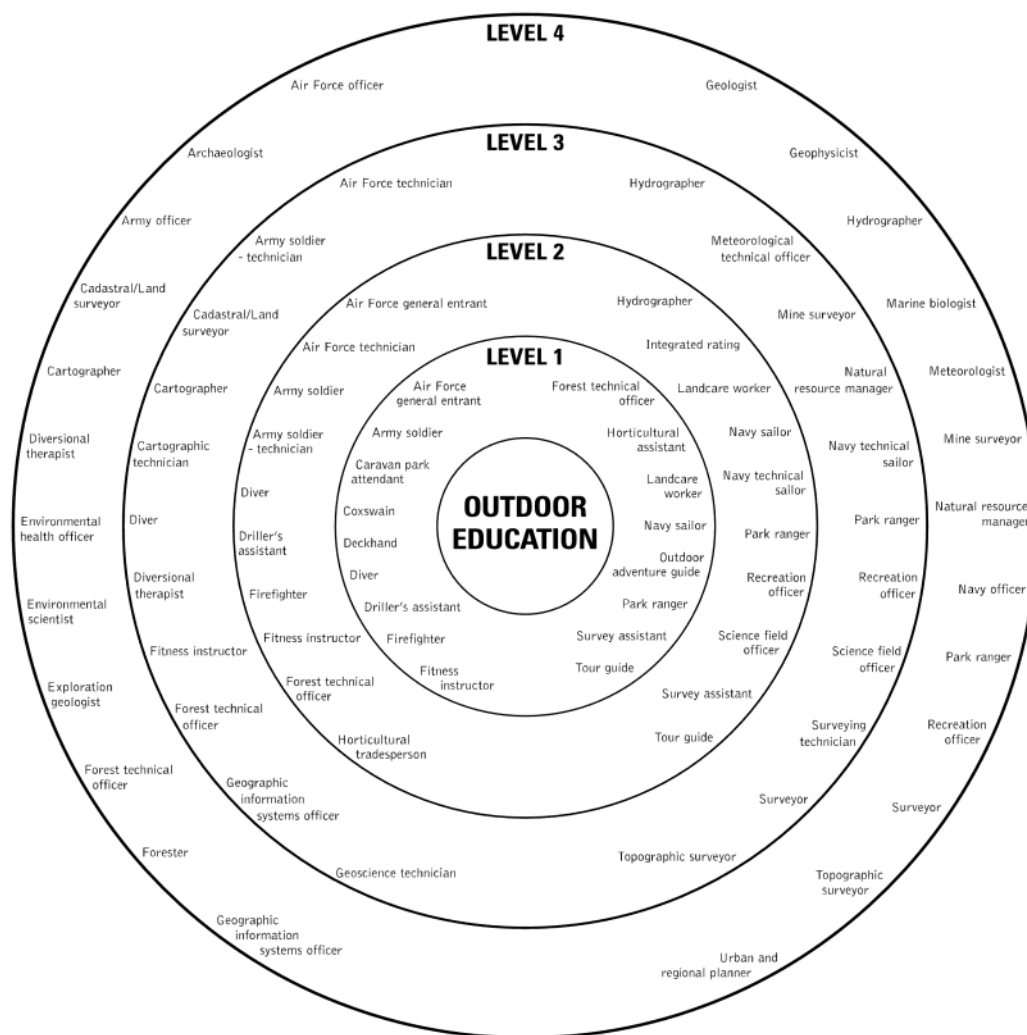 LEVEL 4
Air Force officer
Archaeologist
Army officer
Cadastral/Land
surveyor
Cartographer
Diversional
therapist
Environmental
health officer
Environmental
scientist
Exploration
geologist
Forest technical
officer
Forester
Geographic
information
systems officer
Geologist
Geophysicist
Hydrographer
Marine biologist
Meteorologist
Mine surveyor
Natural resource
manager
Navy officer
Park ranger
Recreation
officer
Surveyor
Topographic
surveyor
Urban and
regional planner
LEVEL 3
Air Force technician
Army soldier
- technician
Cadastral/Land
surveyor
Cartographer
Cartographic
technician
Diver
Diversional
therapist
Fitness instructor
Forest technical
officer
Geographic
information
systems officer
Geoscience technician
Hydrographer
Meteorological
technical officer
Mine surveyor
Natural
resource manager
Navy technical
sailor
Park ranger
Recreation
officer
Science field
officer
Surveying
technician
Surveyor
Topographic surveyor
LEVEL 2
Air Force general entrant
Air Force technician
Army soldier
Army soldier
- technician
Diver
Driller's
assistant
Firefighter
Fitness instructor
Forest technical
officer
Horticultural
tradesperson
Hydrographer
Integrated rating
Landcare worker
Navy sailor
Navy technical
sailor
Park ranger
Recreation
officer
Science field
officer
Survey assistant
Tour guide
LEVEL 1
Air Force
general entrant
Army soldier
Caravan park
attendant
Coxswain
Deckhand
Diver
Driller's assistant
Firefighter
Fitness
instructor
Forest technical
officer
Horticultural
assistant
Landcare
worker
Navy sailor
Outdoor
adventure guide
Park ranger
Survey assistant
Tour guide
OUTDOOR
EDUCATION